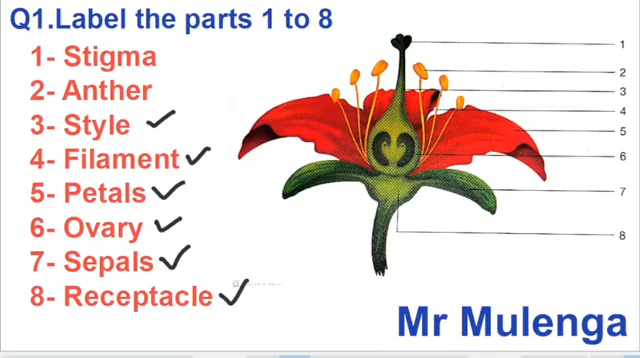 Q1.Label the parts 1 to 8
1- Stigma
2- Anther
3- Style
4- Filament
5- Petals
6- Ovary
7- Sepals
8- Receptacle
1
2
3
4
5
6
7
8
Mr Mulenga